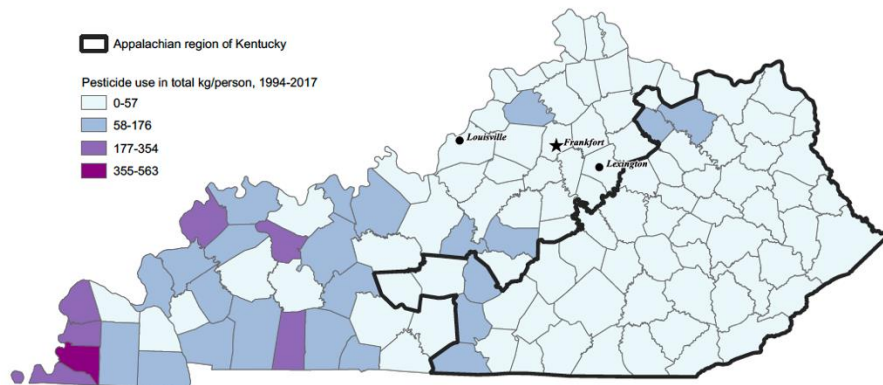 Appalachian region of Kentucky
Pesticide use in total kg/person, 1994-2017
0-57
58-176
177-354
355-563
Louisville
Frankfort
Lexington